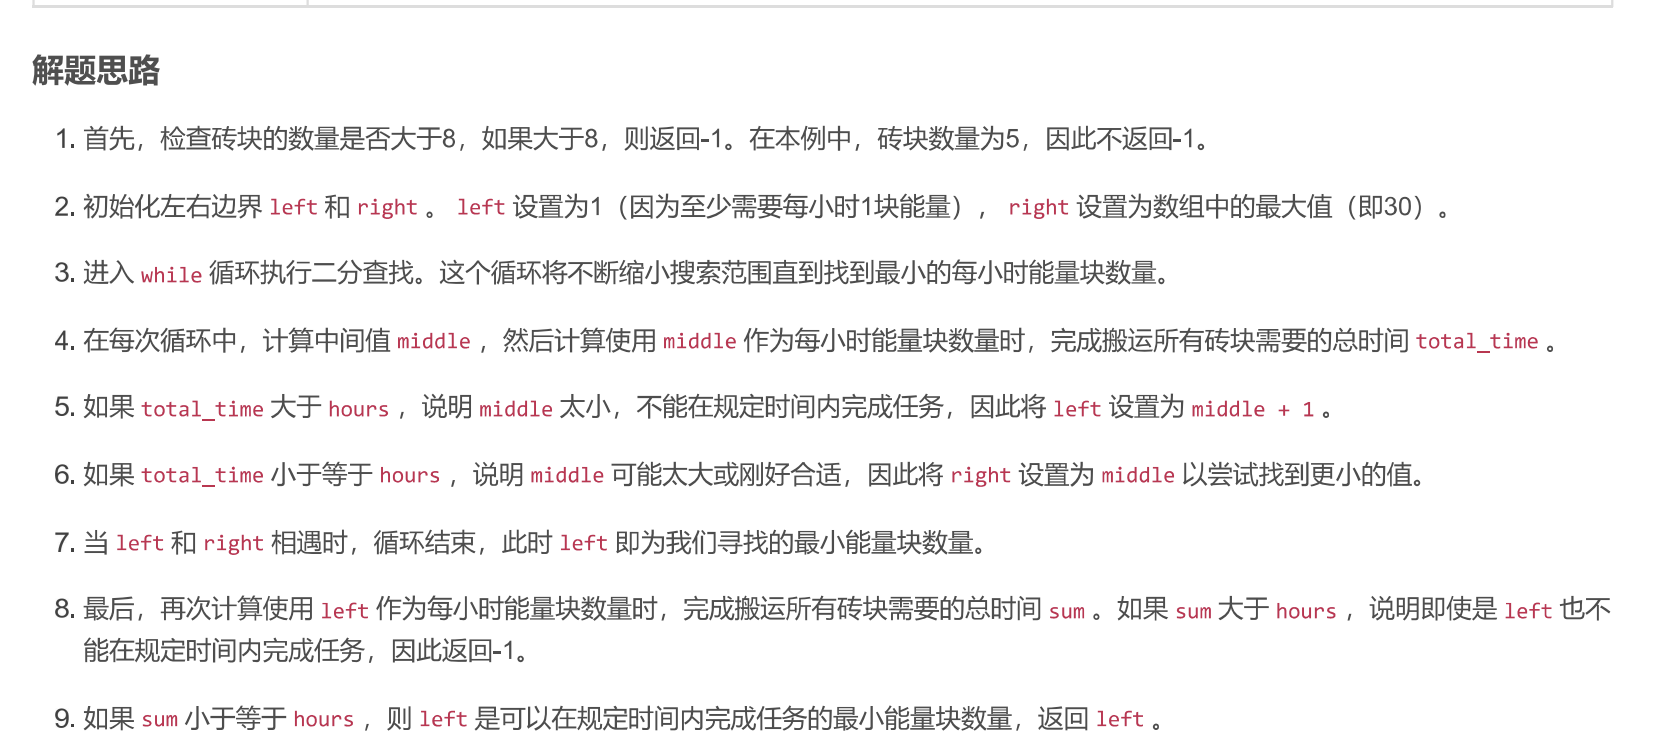 解题思路
1. 首先，检查砖块的数量是否大于8，如果大于8，则返回-1。在本例中，砖块数量为5，因此不返回-1。
2. 初始化左右边界 left 和 right 。 left 设置为1（因为至少需要每小时1块能量）， right 设置为数组中的最大值（即30）。
3. 进入 while 循环执行二分查找。这个循环将不断缩小搜索范围直到找到最小的每小时能量块数量。
4. 在每次循环中，计算中间值 middle ，然后计算使用 middle 作为每小时能量块数量时，完成搬运所有砖块需要的总时间 total_time 。
5. 如果 total_time 大于 hours ，说明 middle 太小，不能在规定时间内完成任务，因此将 left 设置为 middle + 1 。
6. 如果 total_time 小于等于 hours ，说明 middle 可能太大或刚好合适，因此将 right 设置为 middle 以尝试找到更小的值。
7. 当 left 和 right 相遇时，循环结束，此时 left 即为我们寻找的最小能量块数量。
8. 最后，再次计算使用 left 作为每小时能量块数量时，完成搬运所有砖块需要的总时间 sum 。如果 sum 大于 hours ，说明即使是 left 也不
能在规定时间内完成任务，因此返回-1。
9. 如果 sum 小于等于 hours ，则 left 是可以在规定时间内完成任务的最小能量块数量，返回 left 。